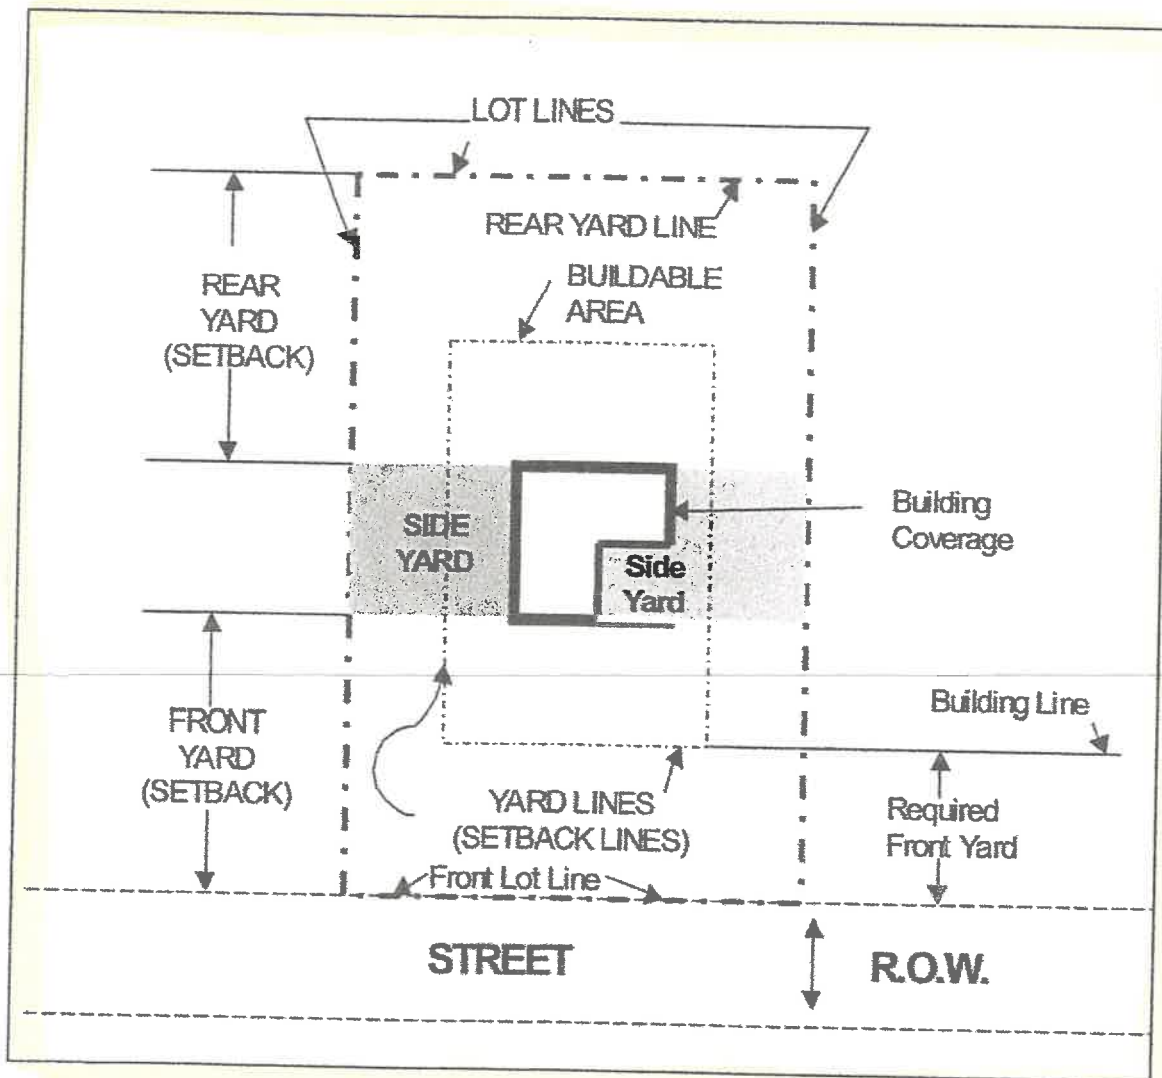 LOT LINES
REAR YARD LINE
BUILDABLE
AREA
REAR
YARD
(SETBACK)
SIDE
YARD
Side
Yard
Building
Coverage
Building Line
FRONT
YARD
(SETBACK)
YARD LINES
(SETBACK LINES)
Required
Front Yard
Front Lot Line
STREET
R.O.W.